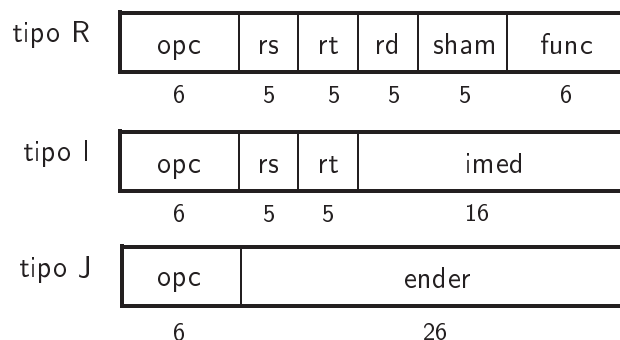 tipo R opc rs rt rd sham func
6 5 5 5 5 6
tipo I opc rs rt imed
6 5 5 16
tipo J opc ender
6 26